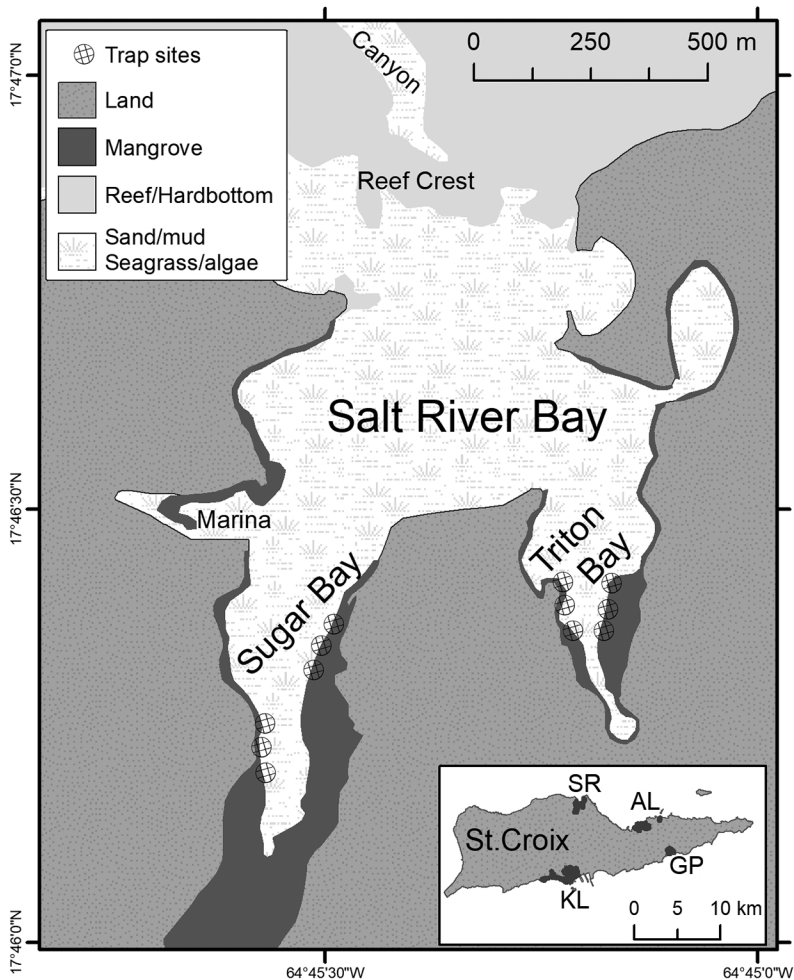 Trap sites
Land
Mangrove
Reef/Hardbottom
Sand/mud
Seagrass/algae
0 250 500 m
Canyon
Reef Crest
Salt River Bay
Marina
Triton
Bay
Sugar Bay
SR
AL
St.Croix
GP
KL
0 5 10 km
17°47'0"N
17°46'30"N
17°46'0"N
64°45'30"W
64°45'0"W